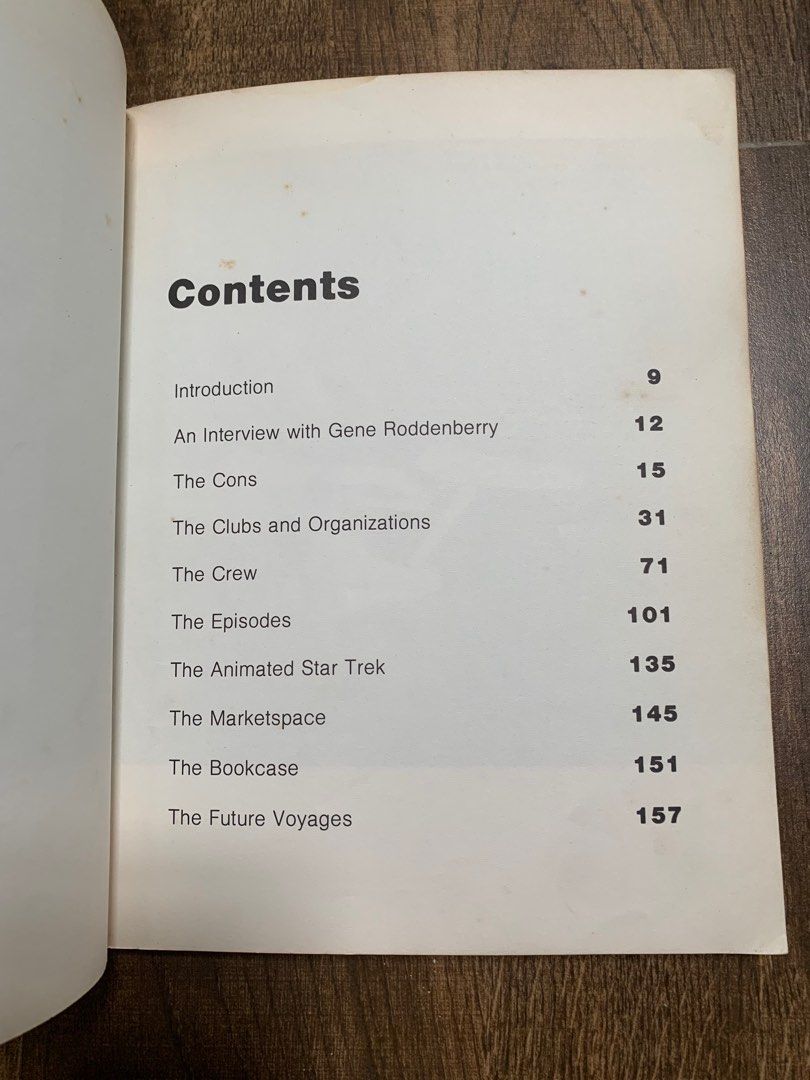 Contents
Introduction 9
An Interview with Gene Roddenberry 12
The Cons 15
The Clubs and Organizations 31
The Crew 71
The Episodes 101
The Animated Star Trek 135
The Marketspace 145
The Bookcase 151
The Future Voyages 157